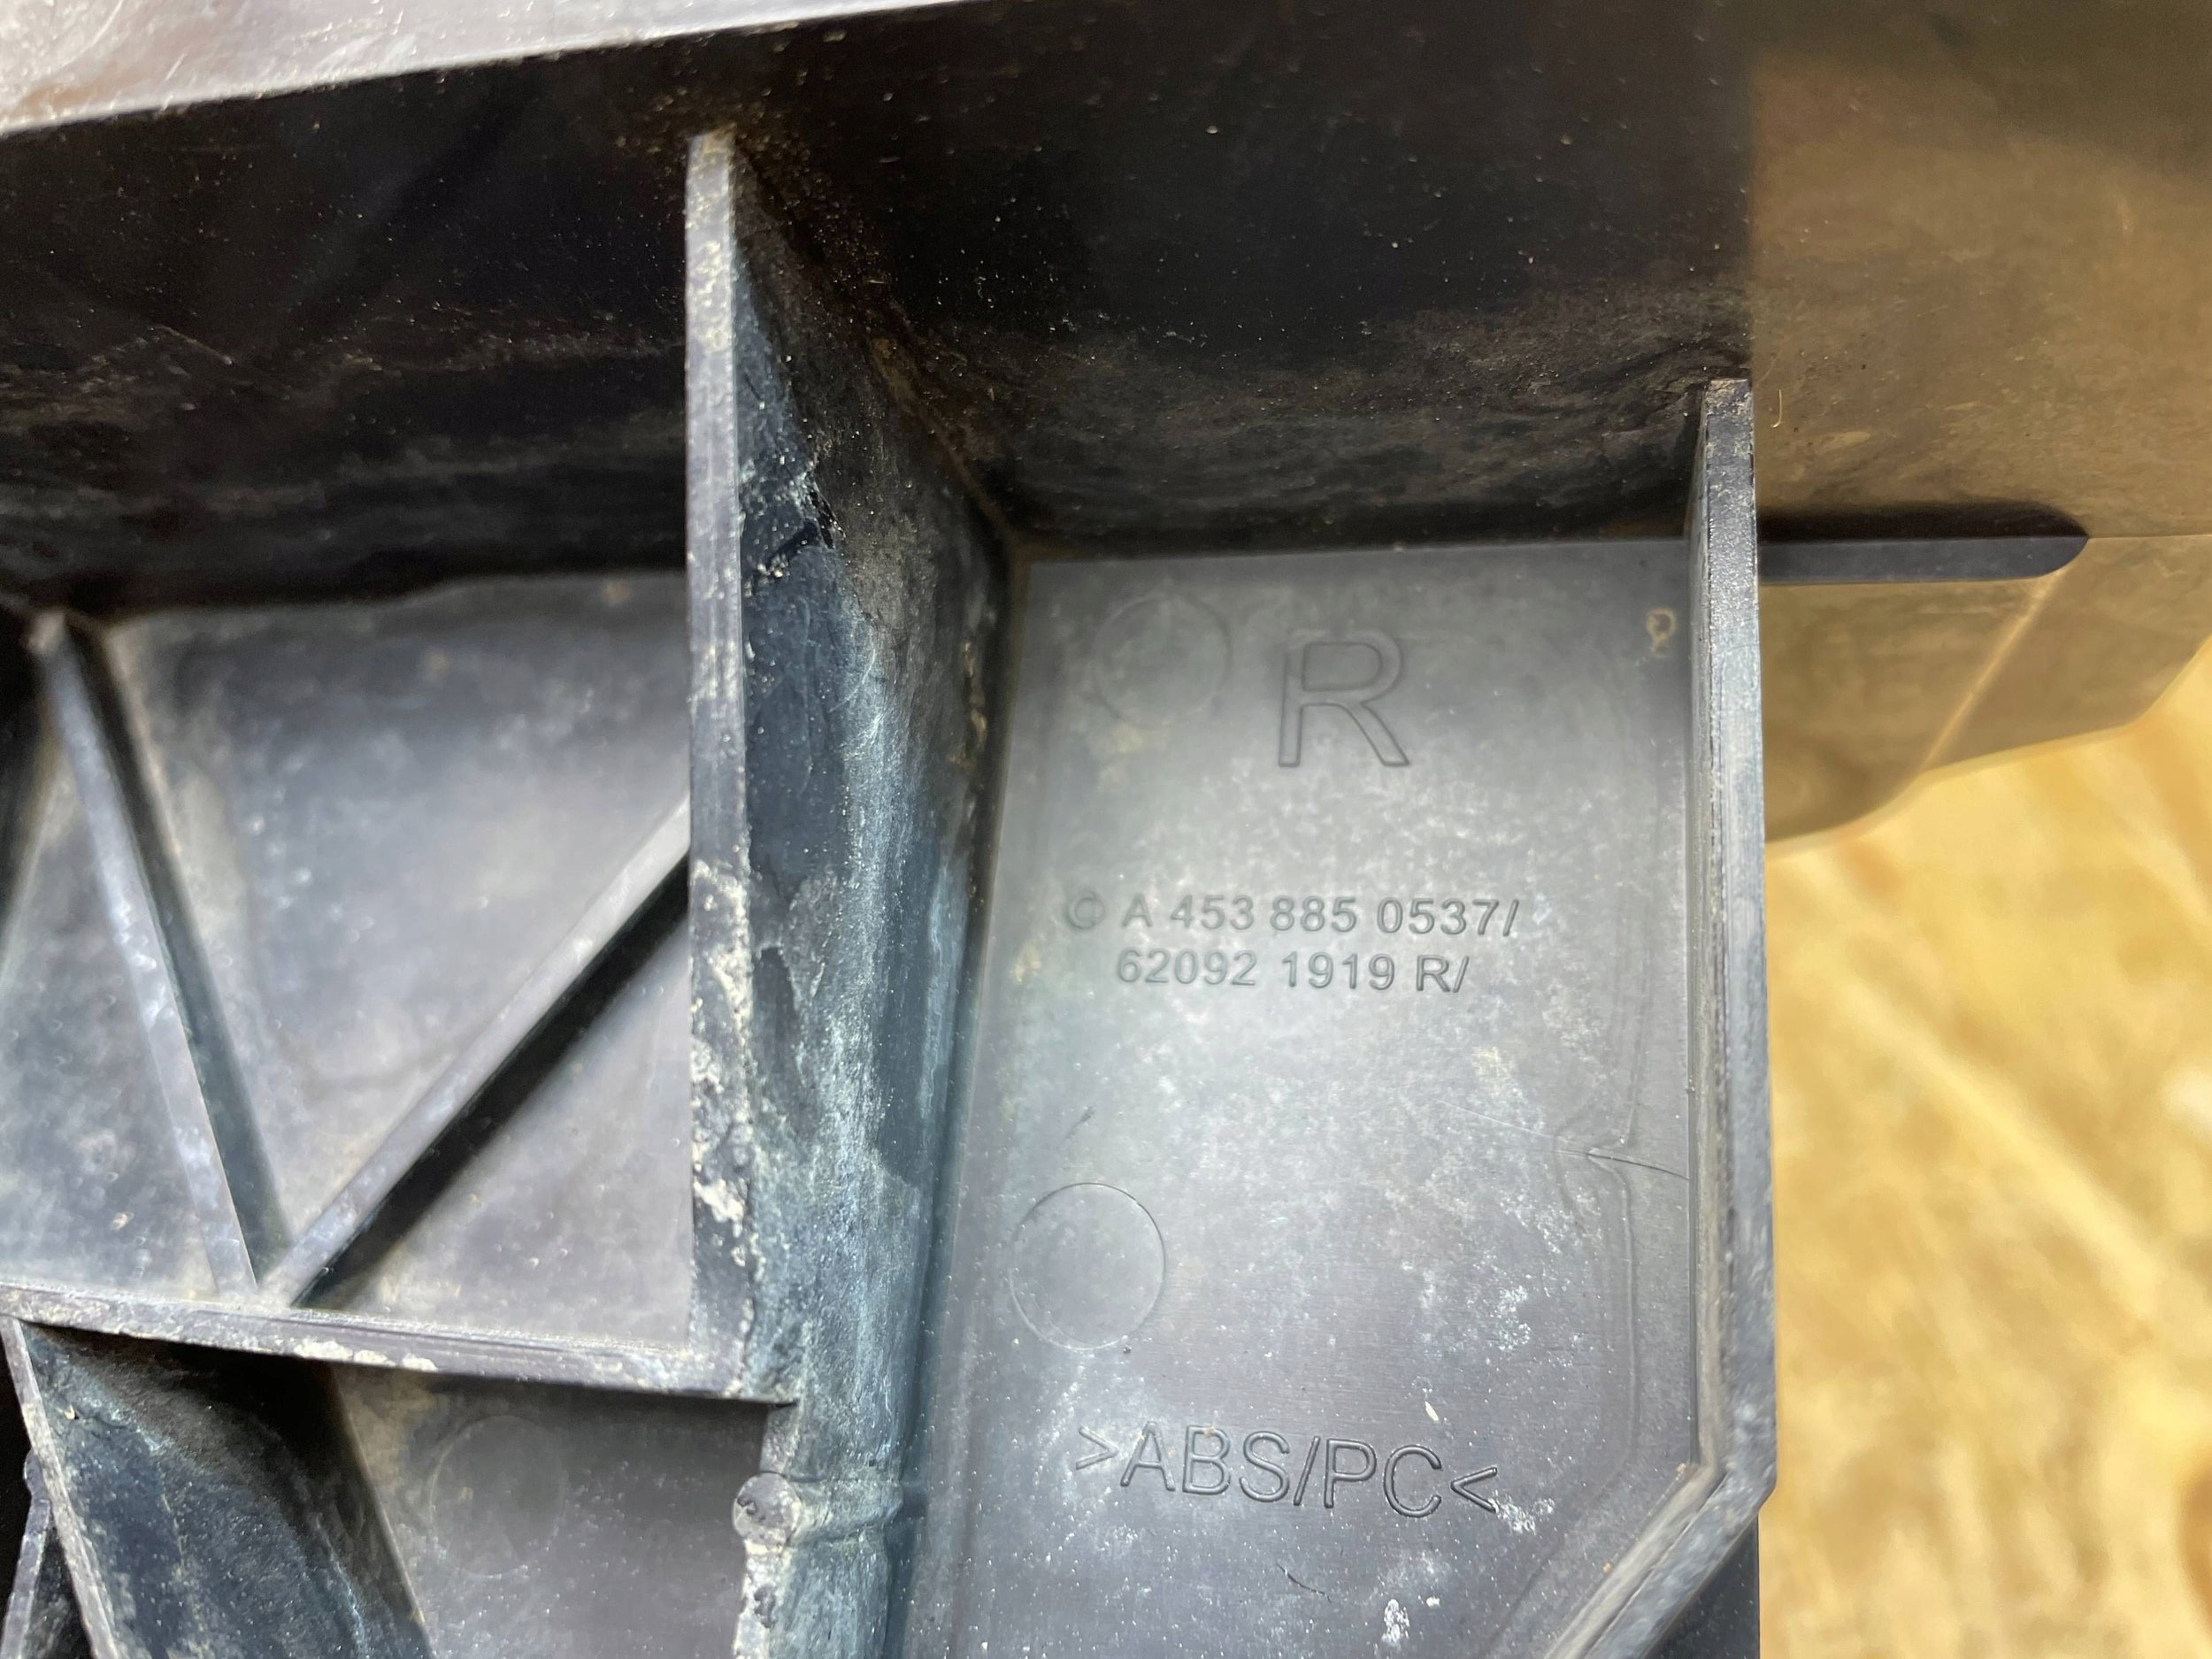 R
© A 453 885 0537/
62092 1919 R/
>ABS/PC<